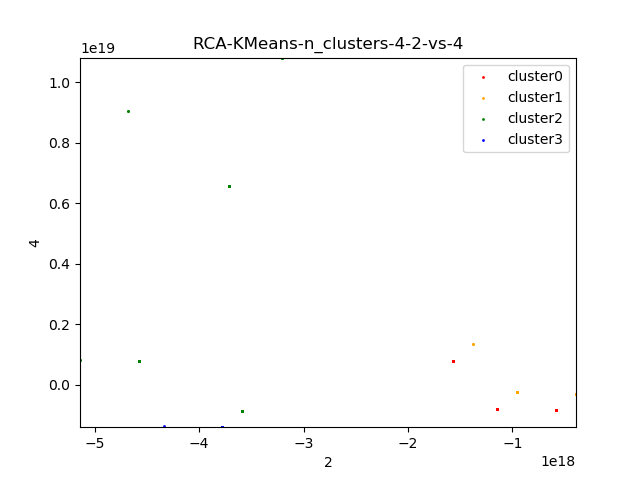 RCA-KMeans-n_clusters-4-2-vs-4
1e19
1.0
0.8
0.6
0.4
0.2
0.0
4
cluster0
cluster1
cluster2
cluster3
−5
−4
−3
−2
−1
2
1e18